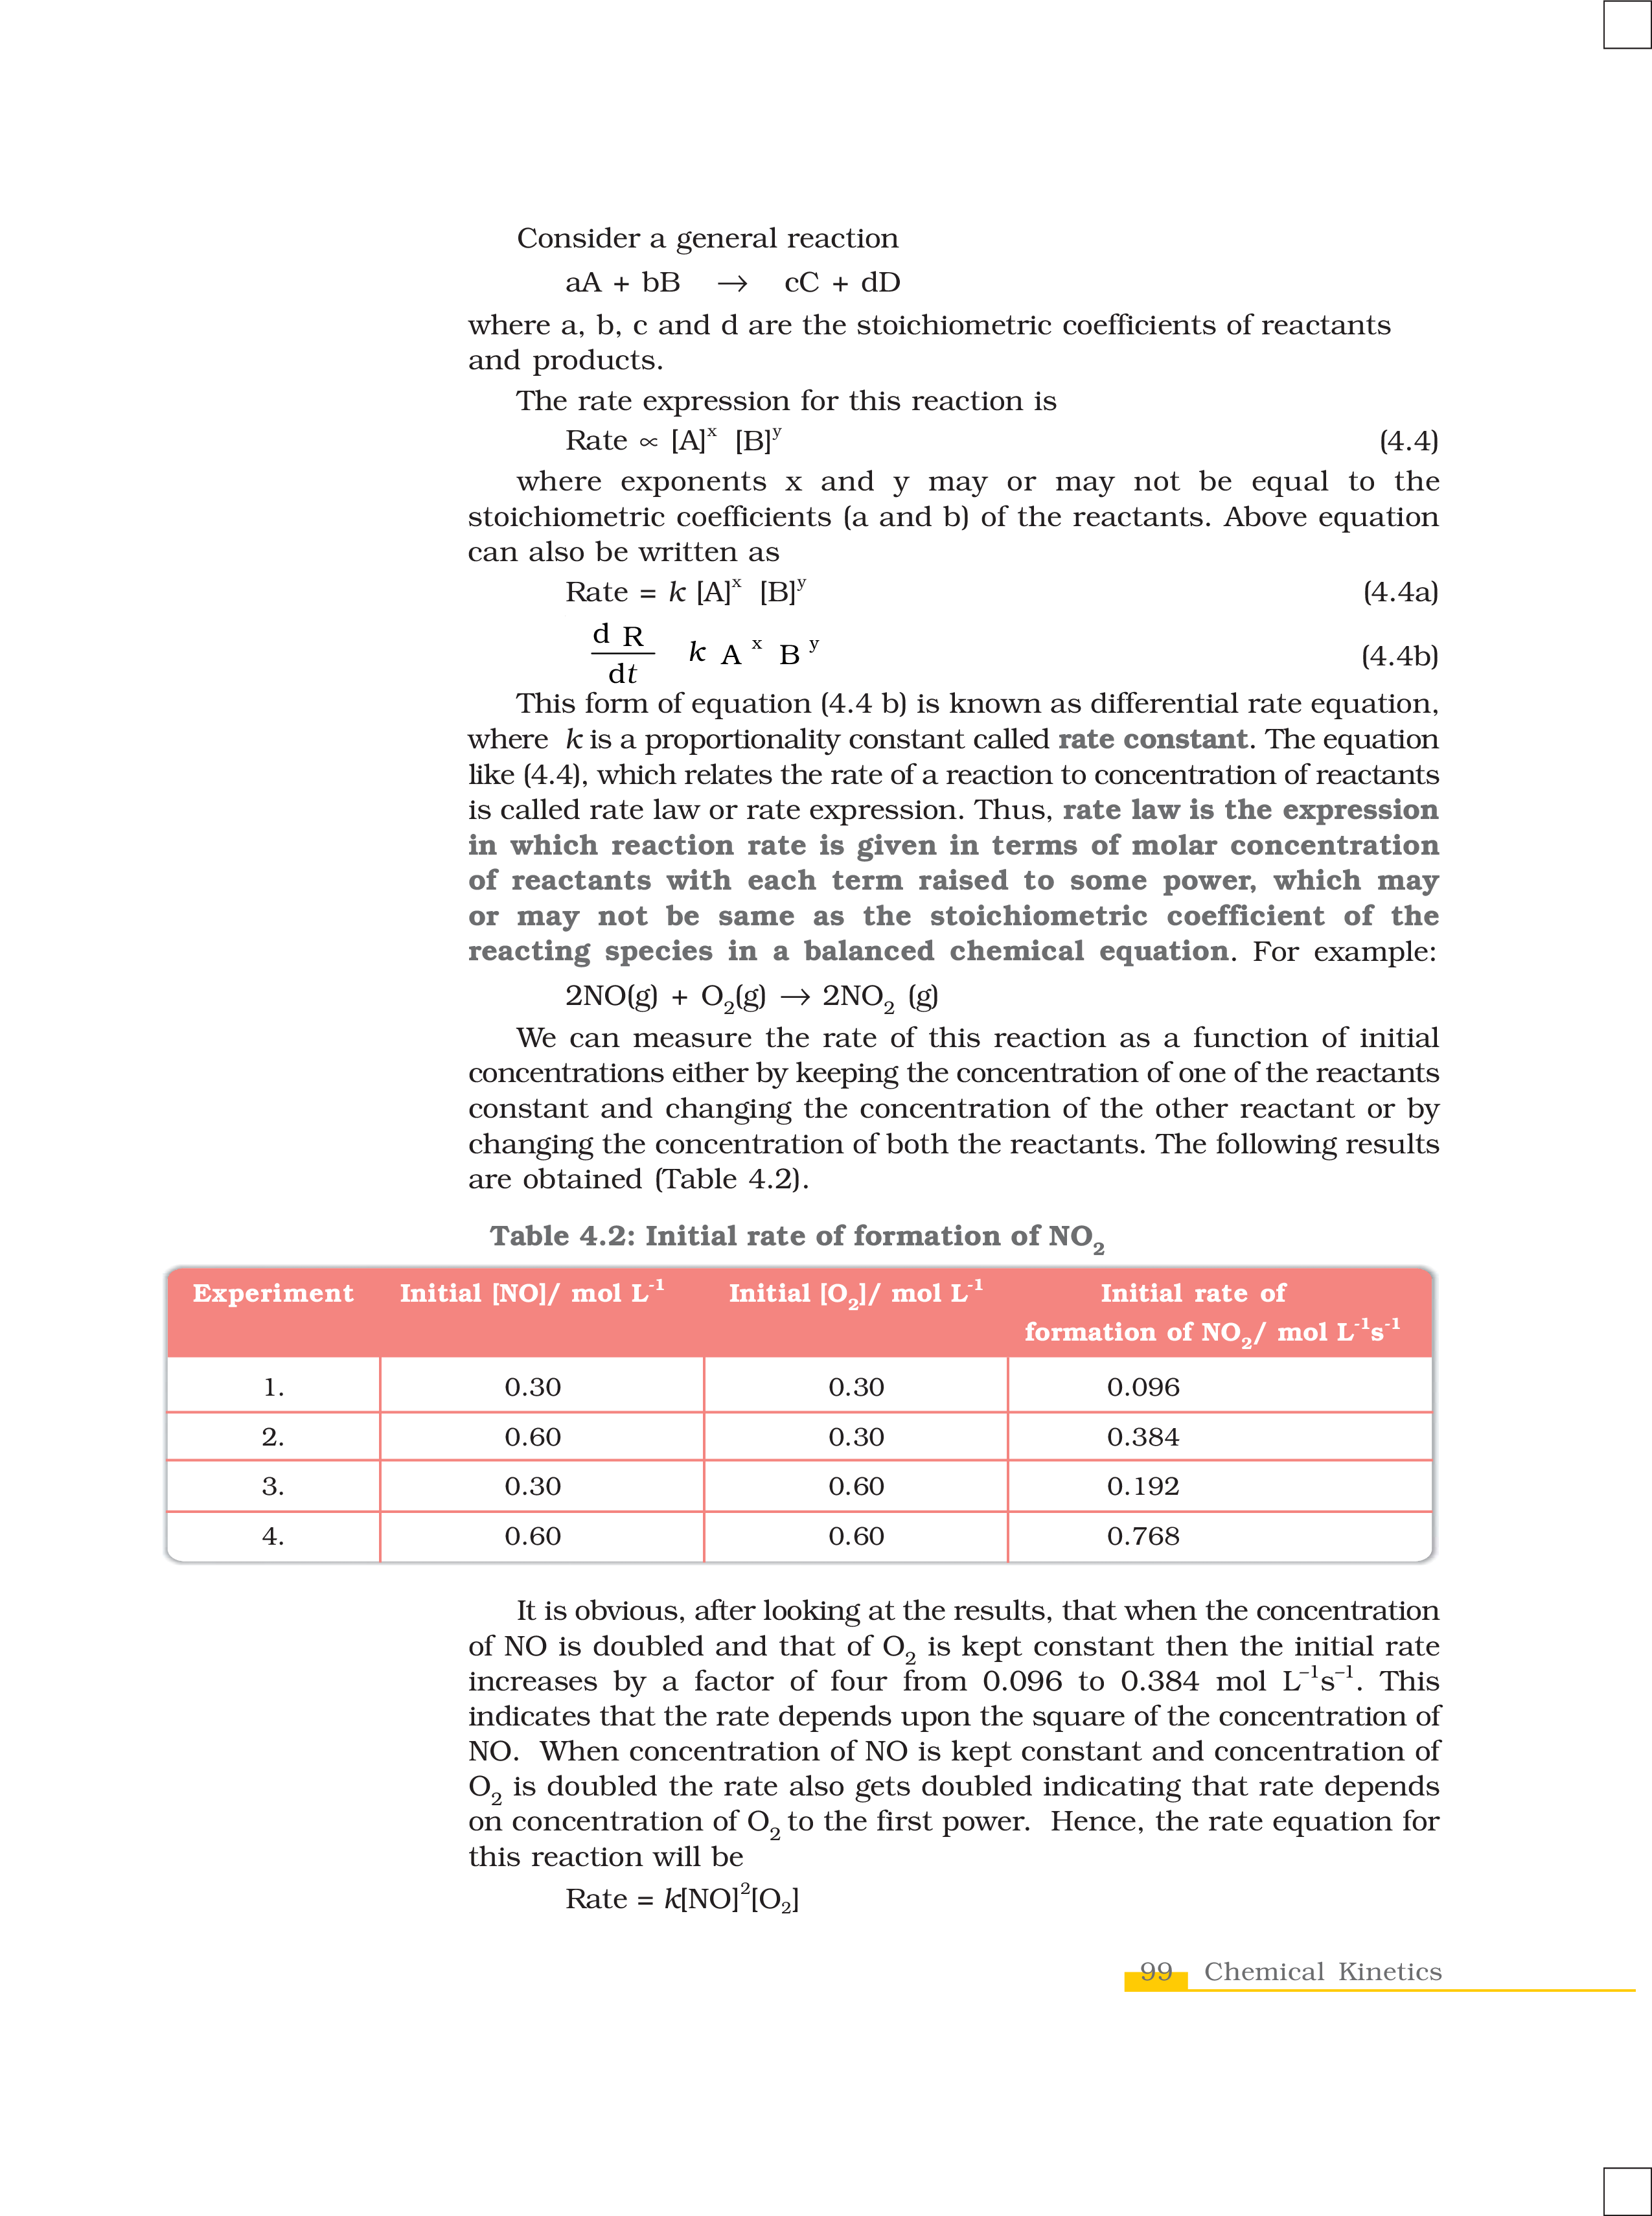 Consider a general reaction
aA + bB → cC + dD
where a, b, c and d are the stoichiometric coefficients of reactants
and products.
The rate expression for this reaction is
Rate ∝ [A]ˣ [B]ʸ (4.4)
where exponents x and y may or may not be equal to the
stoichiometric coefficients (a and b) of the reactants. Above equation
can also be written as
Rate = k [A]ˣ [B]ʸ (4.4a)
d R
k A ˣ B ʸ (4.4b)
dt
This form of equation (4.4 b) is known as differential rate equation,
where k is a proportionality constant called rate constant. The equation
like (4.4), which relates the rate of a reaction to concentration of reactants
is called rate law or rate expression. Thus, rate law is the expression
in which reaction rate is given in terms of molar concentration
of reactants with each term raised to some power, which may
or may not be same as the stoichiometric coefficient of the
reacting species in a balanced chemical equation. For example:
2NO(g) + O₂(g) → 2NO₂ (g)
We can measure the rate of this reaction as a function of initial
concentrations either by keeping the concentration of one of the reactants
constant and changing the concentration of the other reactant or by
changing the concentration of both the reactants. The following results
are obtained (Table 4.2).
Table 4.2: Initial rate of formation of NO₂
Experiment Initial [NO]/ mol L⁻¹ Initial [O₂]/ mol L⁻¹ Initial rate of
formation of NO₂/ mol L⁻¹s⁻¹
1. 0.30 0.30 0.096
2. 0.60 0.30 0.384
3. 0.30 0.60 0.192
4. 0.60 0.60 0.768
It is obvious, after looking at the results, that when the concentration
of NO is doubled and that of O₂ is kept constant then the initial rate
increases by a factor of four from 0.096 to 0.384 mol L⁻¹s⁻¹. This
indicates that the rate depends upon the square of the concentration of
NO. When concentration of NO is kept constant and concentration of
O₂ is doubled the rate also gets doubled indicating that rate depends
on concentration of O₂ to the first power. Hence, the rate equation for
this reaction will be
Rate = k[NO]²[O₂]
99 Chemical Kinetics